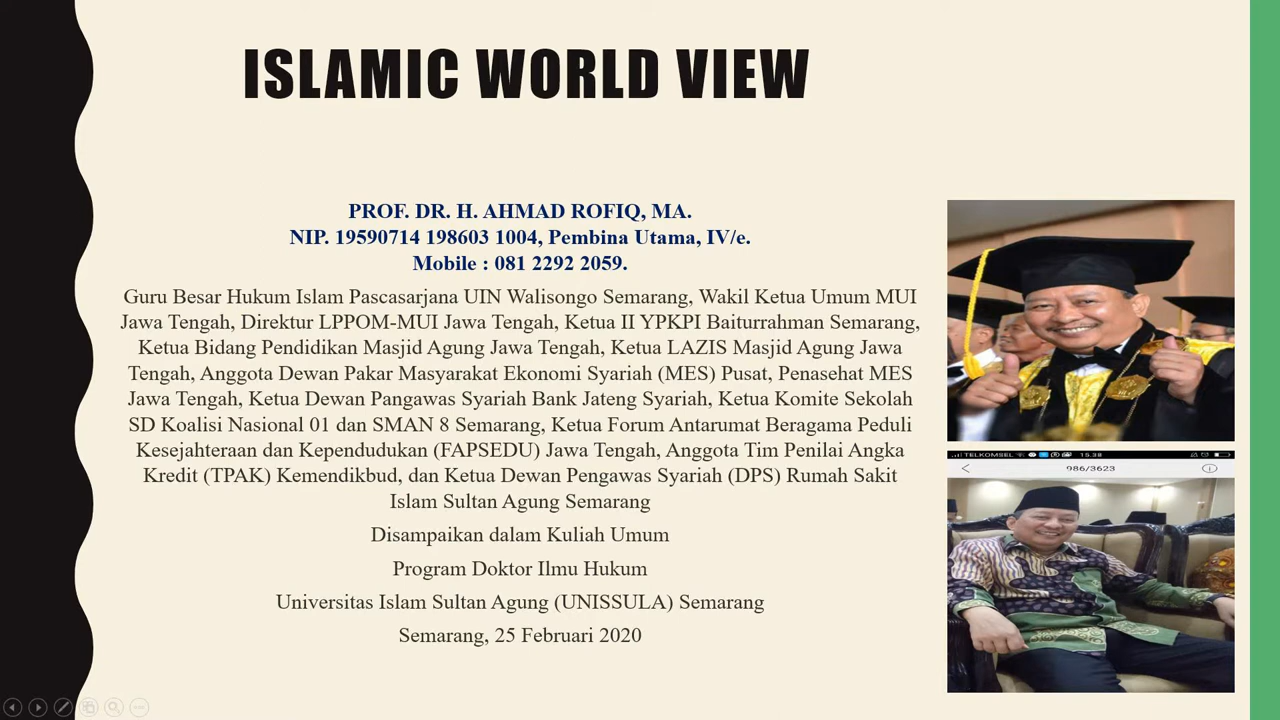 ISLAMIC WORLD VIEW
PROF. DR. H. AHMAD ROFIQ, MA.
NIP. 19590714 198603 1004, Pembina Utama, IV/e.
Mobile : 081 2292 2059.
Guru Besar Hukum Islam Pascasarjana UIN Walisongo Semarang, Wakil Ketua Umum MUI
Jawa Tengah, Direktur LPPOM-MUI Jawa Tengah, Ketua II YPKPI Baiturrahman Semarang,
Ketua Bidang Pendidikan Masjid Agung Jawa Tengah, Ketua LAZIS Masjid Agung Jawa
Tengah, Anggota Dewan Pakar Masyarakat Ekonomi Syariah (MES) Pusat, Penasehat MES
Jawa Tengah, Ketua Dewan Pangawas Syariah Bank Jateng Syariah, Ketua Komite Sekolah
SD Koalisi Nasional 01 dan SMAN 8 Semarang, Ketua Forum Antarumat Beragama Peduli
Kesejahteraan dan Kependudukan (FAPSEDU) Jawa Tengah, Anggota Tim Penilai Angka
Kredit (TPAK) Kemendikbud, dan Ketua Dewan Pengawas Syariah (DPS) Rumah Sakit
Islam Sultan Agung Semarang
Disampaikan dalam Kuliah Umum
Program Doktor Ilmu Hukum
Universitas Islam Sultan Agung (UNISSULA) Semarang
Semarang, 25 Februari 2020
TELKOMSEL 15.38
986/3623